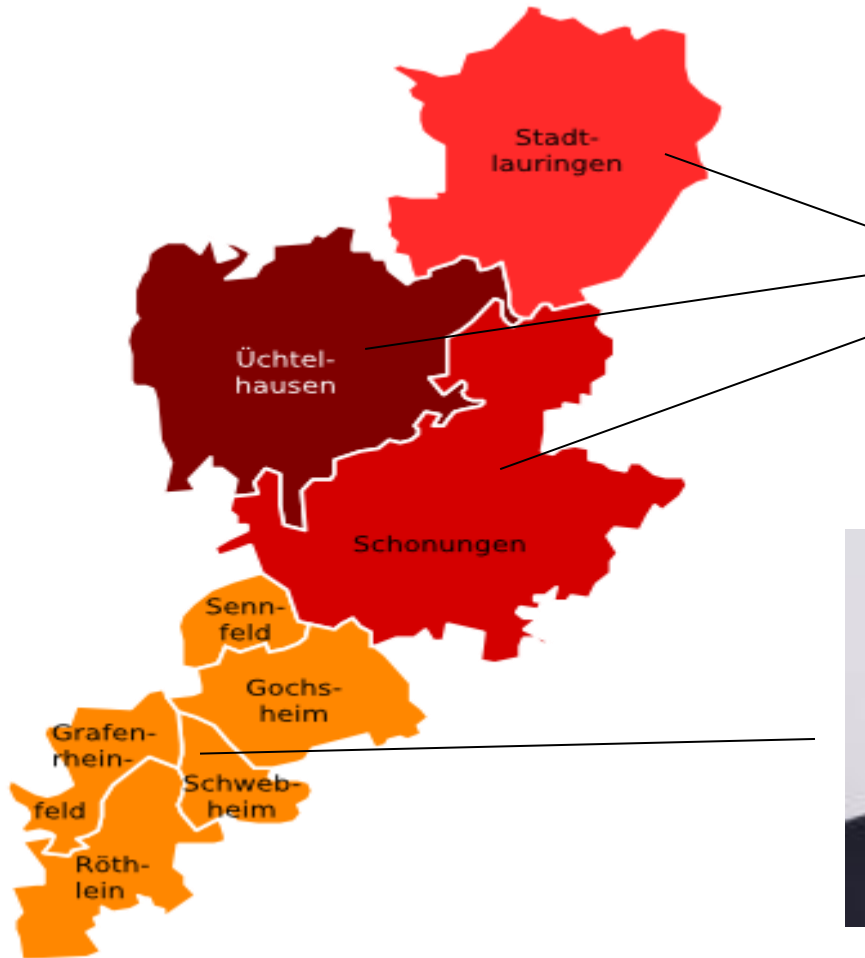 Stadt-
lauringen
Üchtel-
hausen
Schonungen
Senn-
feld
Gochs-
heim
Grafen-
rhein-
feld
Schweb-
heim
Röth-
lein